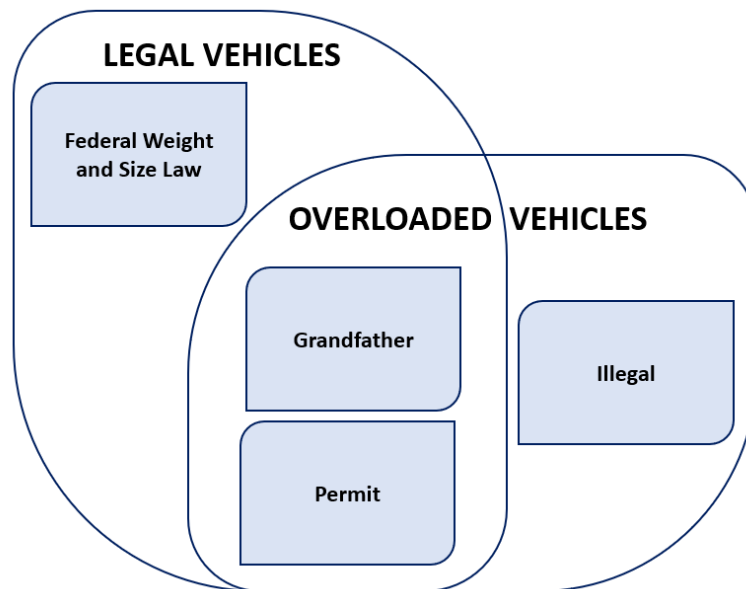 LEGAL VEHICLES
Federal Weight
and Size Law
OVERLOADED VEHICLES
Grandfather
Illegal
Permit